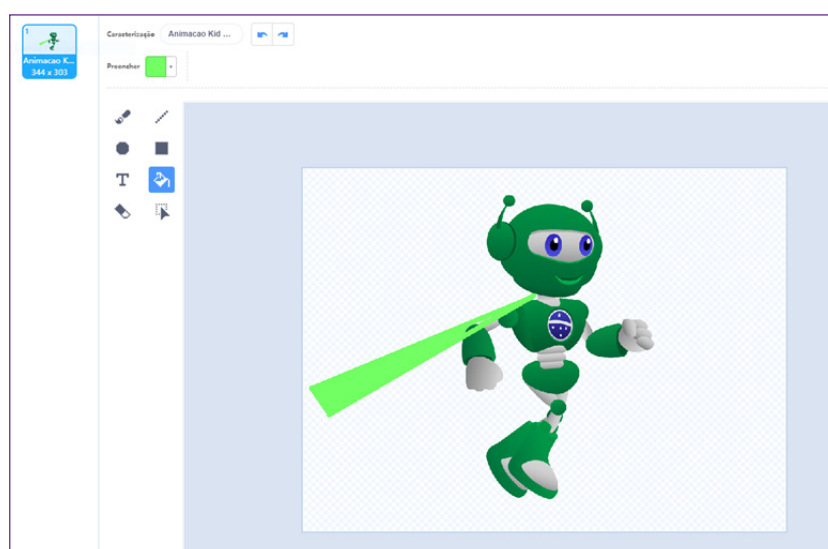 1
Animacao K...
344 x 303
Caracterização
Animacao Kid ...
Preencher
T